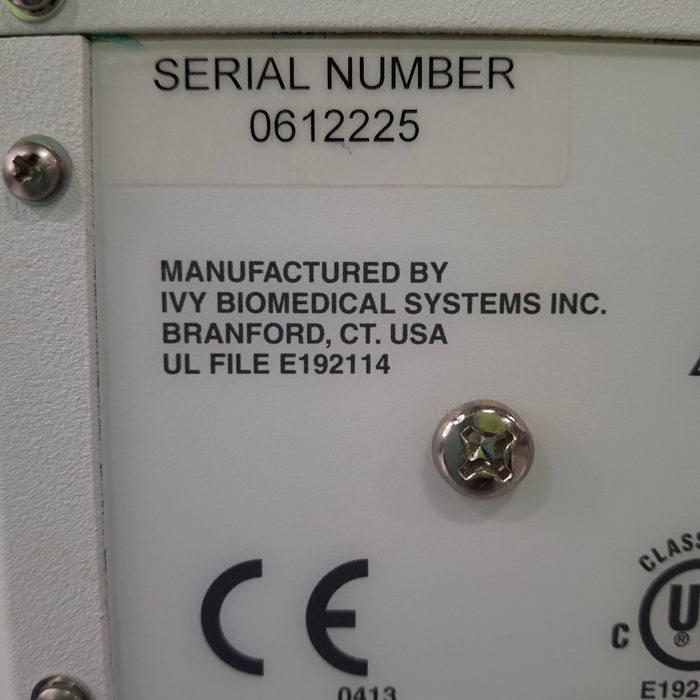 SERIAL NUMBER
0612225
MANUFACTURED BY
IVY BIOMEDICAL SYSTEMS INC.
BRANFORD, CT. USA
UL FILE E192114
CE
0413
C